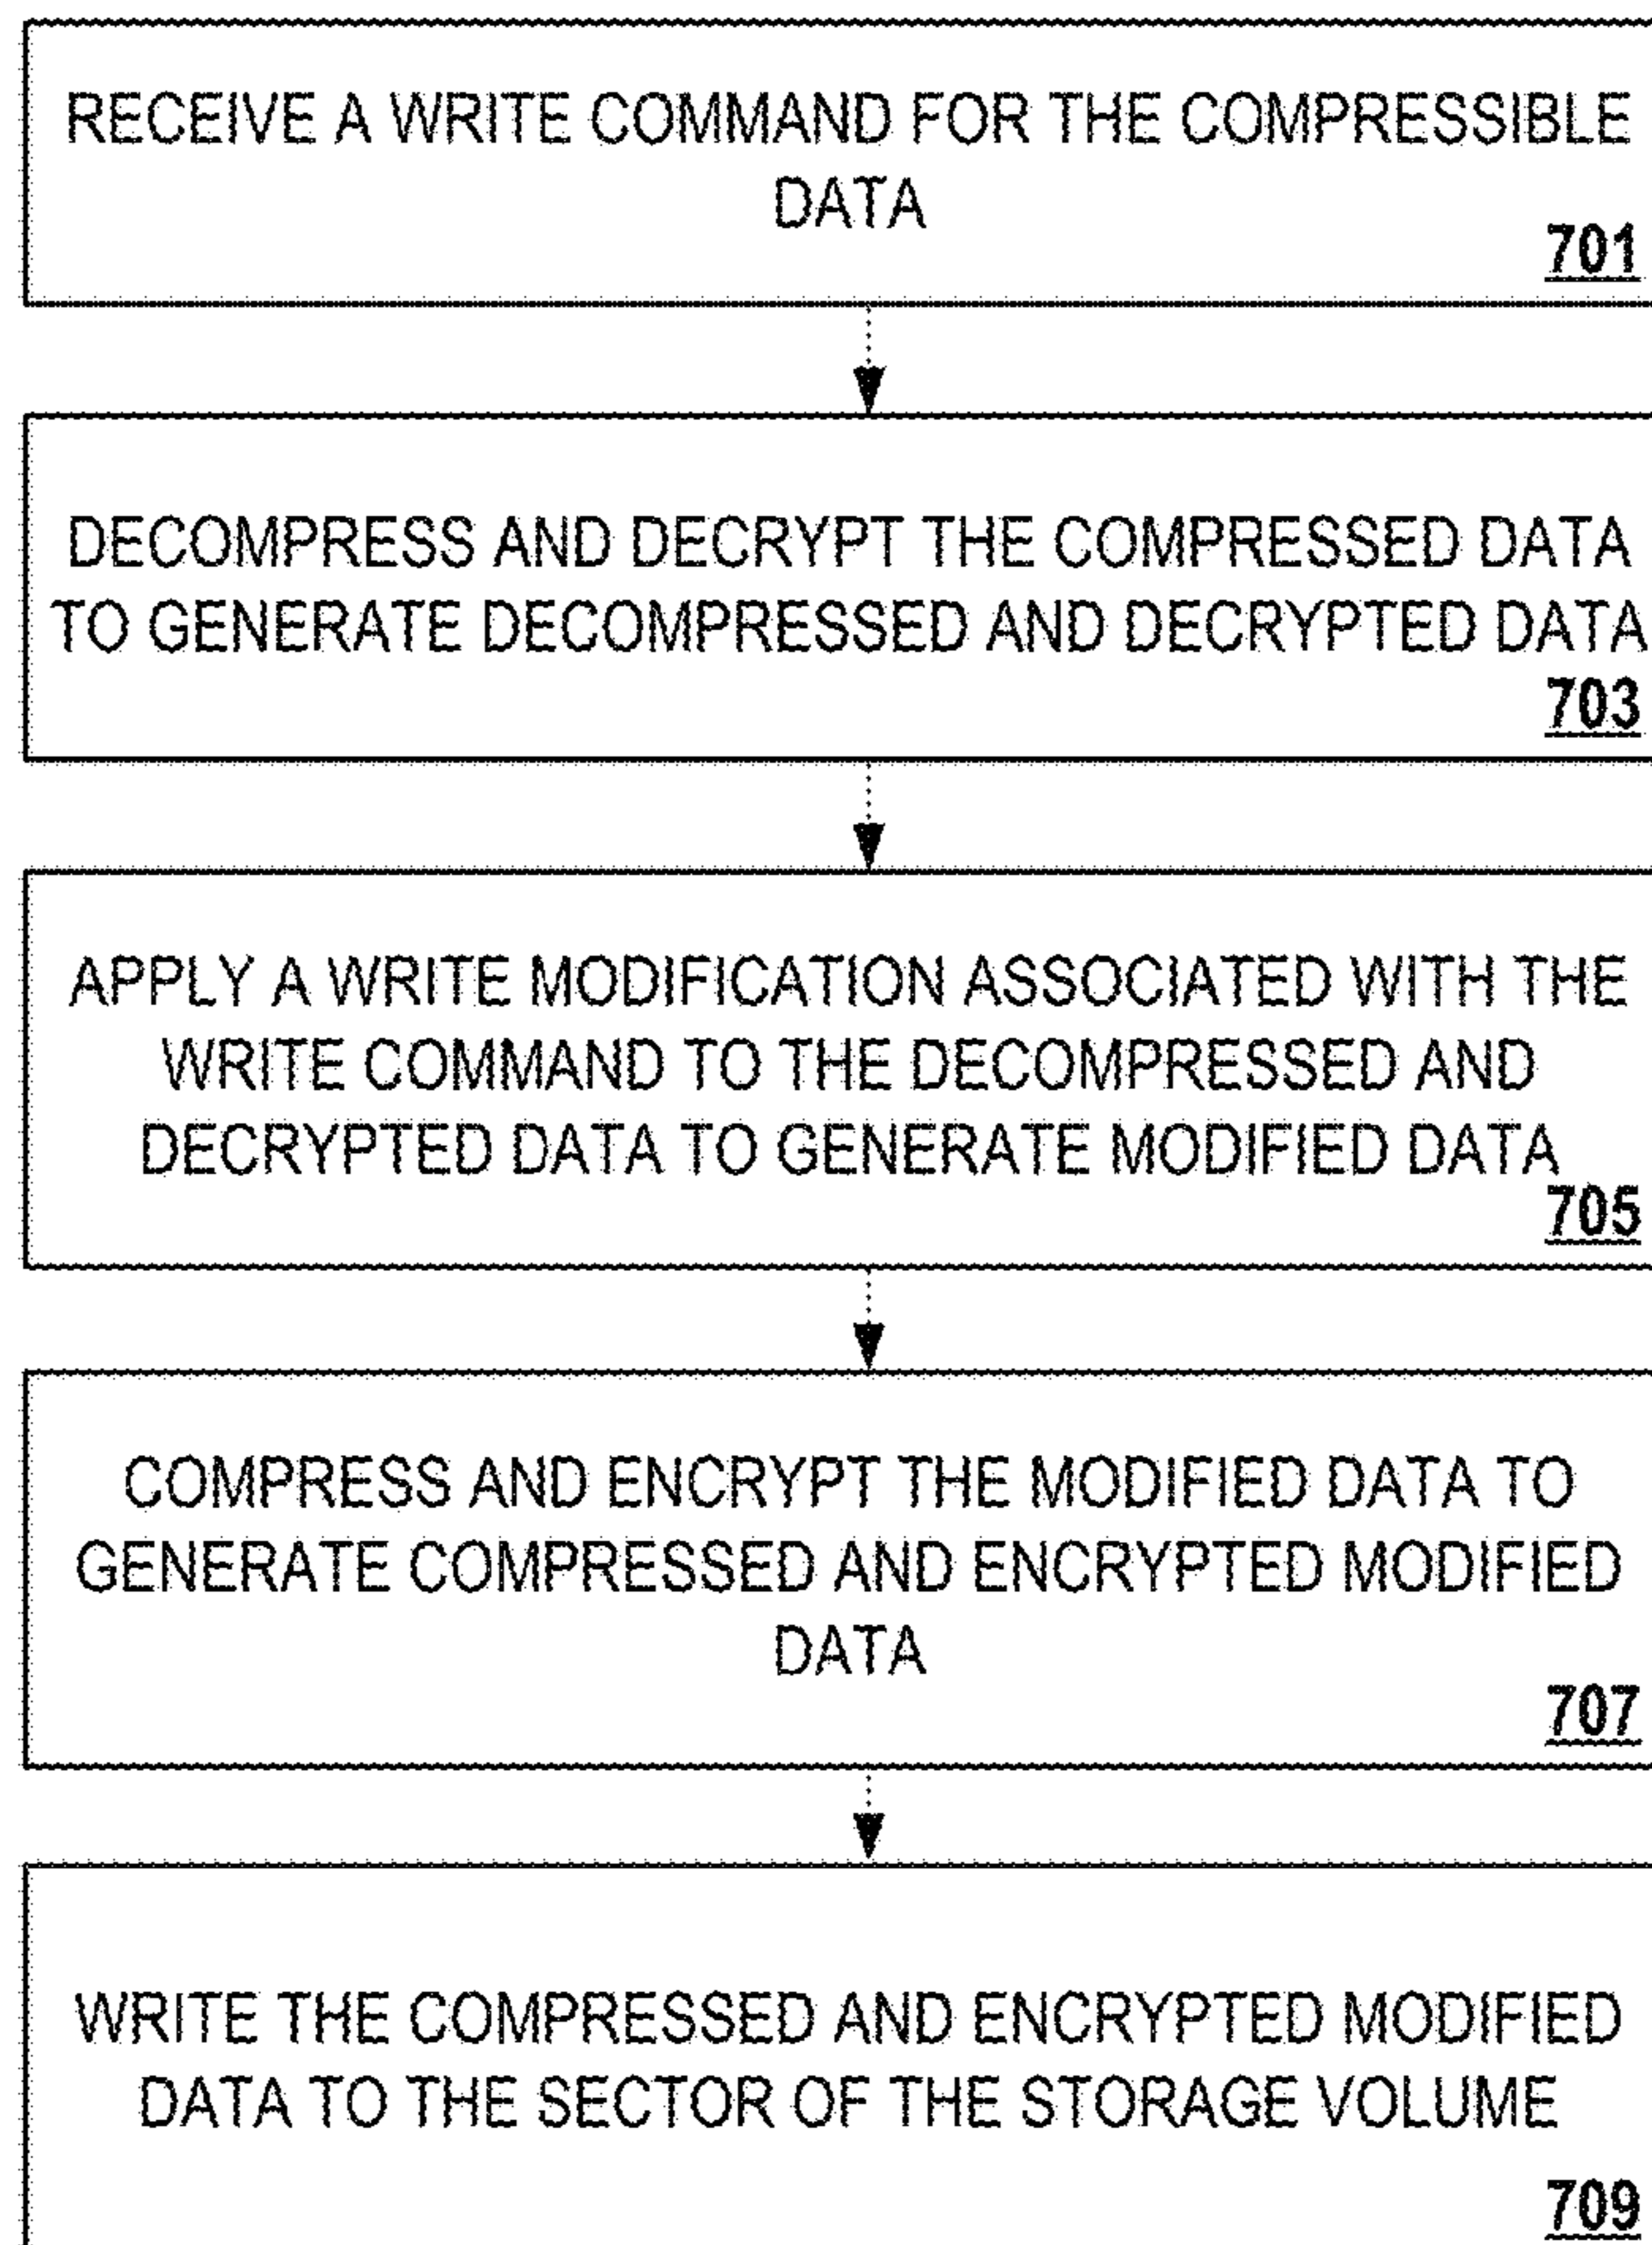 RECEIVE A WRITE COMMAND FOR THE COMPRESSIBLE
DATA
701
DECOMPRESS AND DECRYPT THE COMPRESSED DATA
TO GENERATE DECOMPRESSED AND DECRYPTED DATA
703
APPLY A WRITE MODIFICATION ASSOCIATED WITH THE
WRITE COMMAND TO THE DECOMPRESSED AND
DECRYPTED DATA TO GENERATE MODIFIED DATA
705
COMPRESS AND ENCRYPT THE MODIFIED DATA TO
GENERATE COMPRESSED AND ENCRYPTED MODIFIED
DATA
707
WRITE THE COMPRESSED AND ENCRYPTED MODIFIED
DATA TO THE SECTOR OF THE STORAGE VOLUME
709